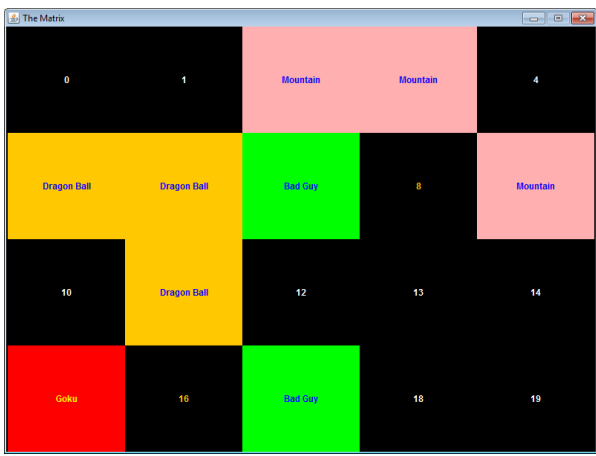 The Matrix
0 1 Mountain Mountain 4
Dragon Ball Dragon Ball Bad Guy 8 Mountain
10 Dragon Ball 12 13 14
Goku 16 Bad Guy 18 19